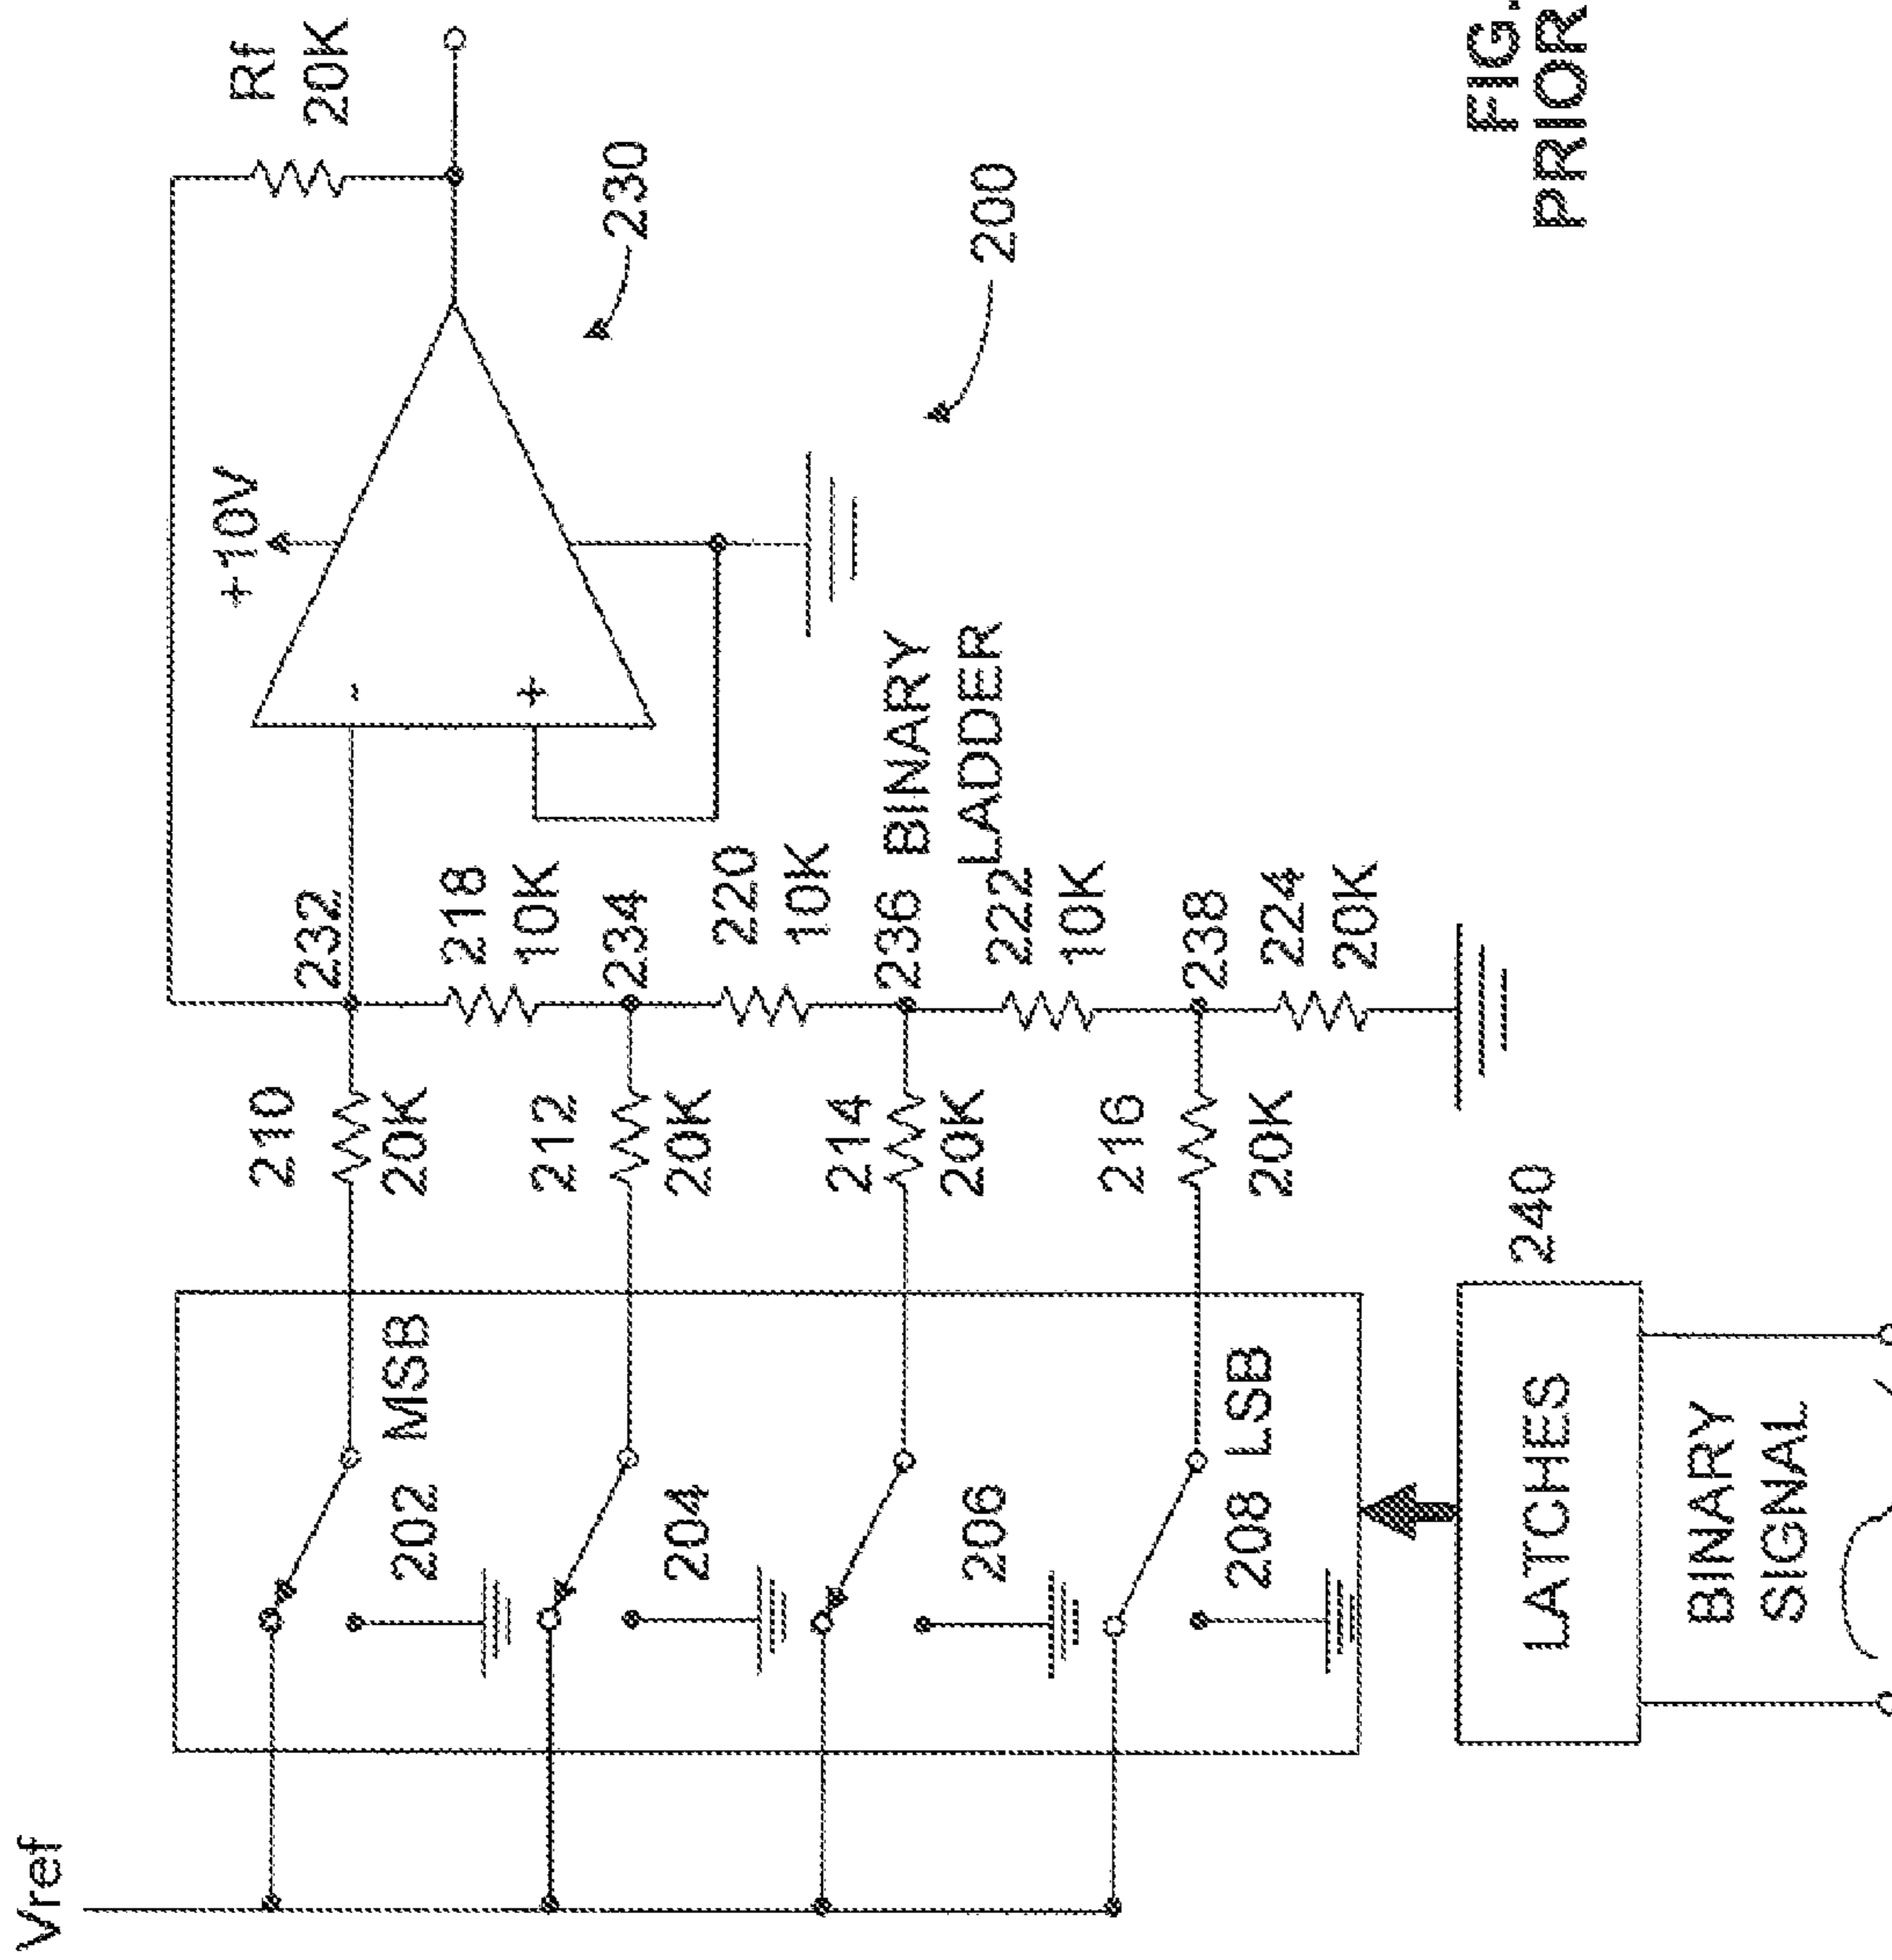 Vref
MSB
202
204
206
208 LSB
210
20K
212
20K
214
20K
216
20K
232
218
10K
234
220
10K
236
222
10K
238
224
20K
BINARY
LADDER
+10V
-
+
Rf
20K
230
200
LATCHES
240
BINARY
SIGNAL
FIG.
PRIOR